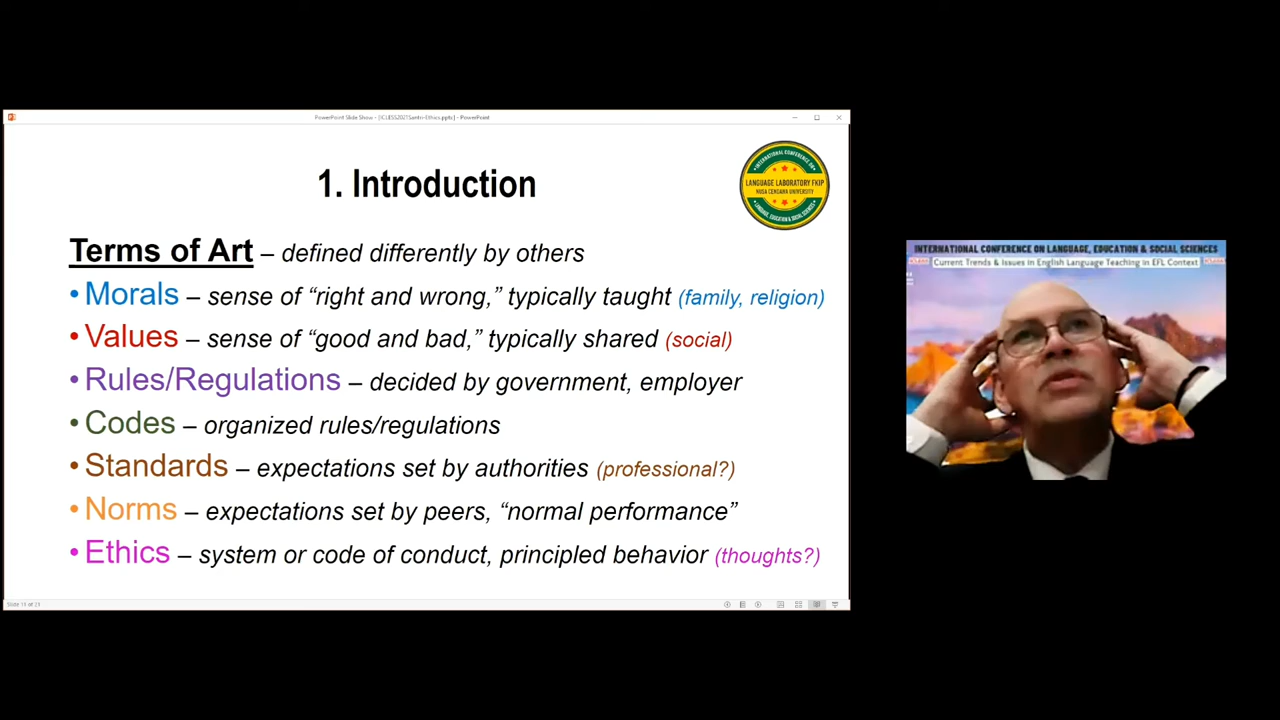 PowerPoint Slide Show - [ICLESS2021Santri-Ethics.pptx] - PowerPoint
1. Introduction
INTERNATIONAL CONFERENCE ON
LANGUAGE LABORATORY FKIP
NUSA CENDANA UNIVERSITY
LANGUAGE, EDUCATION & SOCIAL SCIENCES
Terms of Art – defined differently by others
• Morals – sense of “right and wrong,” typically taught (family, religion)
• Values – sense of “good and bad,” typically shared (social)
• Rules/Regulations – decided by government, employer
• Codes – organized rules/regulations
• Standards – expectations set by authorities (professional?)
• Norms – expectations set by peers, “normal performance”
• Ethics – system or code of conduct, principled behavior (thoughts?)
INTERNATIONAL CONFERENCE ON LANGUAGE, EDUCATION & SOCIAL SCIENCES
Current Trends & Issues in English Language Teaching in EFL Context